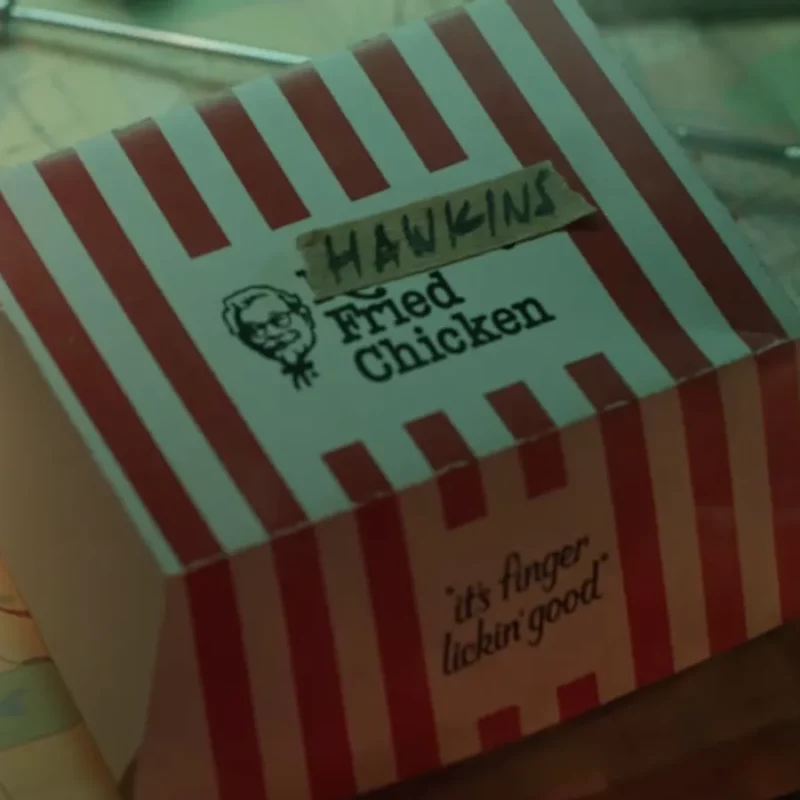 HAWKINS
Fried
Chicken
"it's finger
lickin' good"